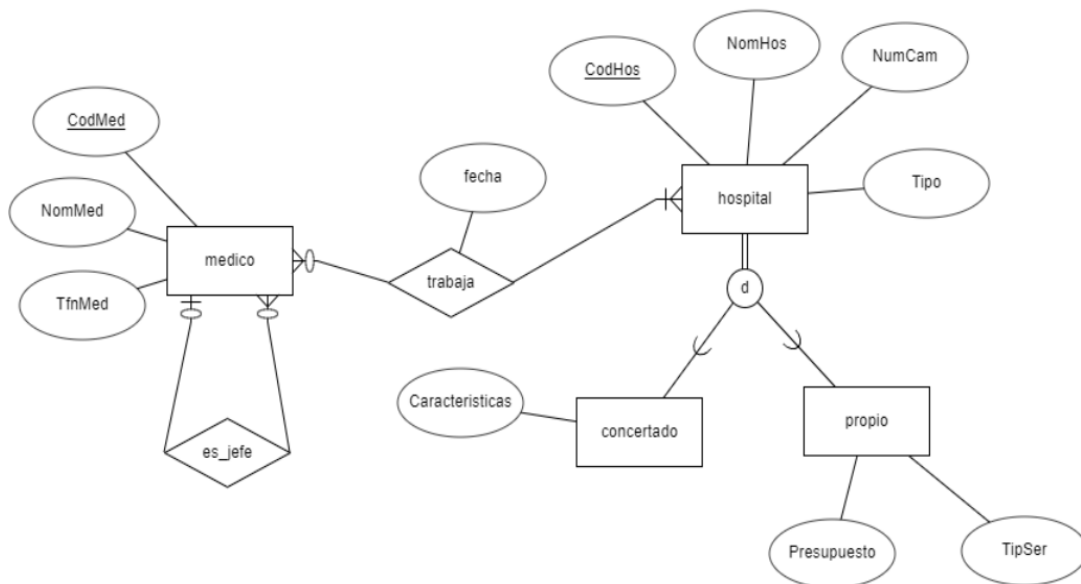 NomHos
CodHos
NumCam
CodMed
fecha
hospital
Tipo
NomMed
medico
trabaja
d
TfnMed
Caracteristicas
concertado
propio
es_jefe
Presupuesto
TipSer